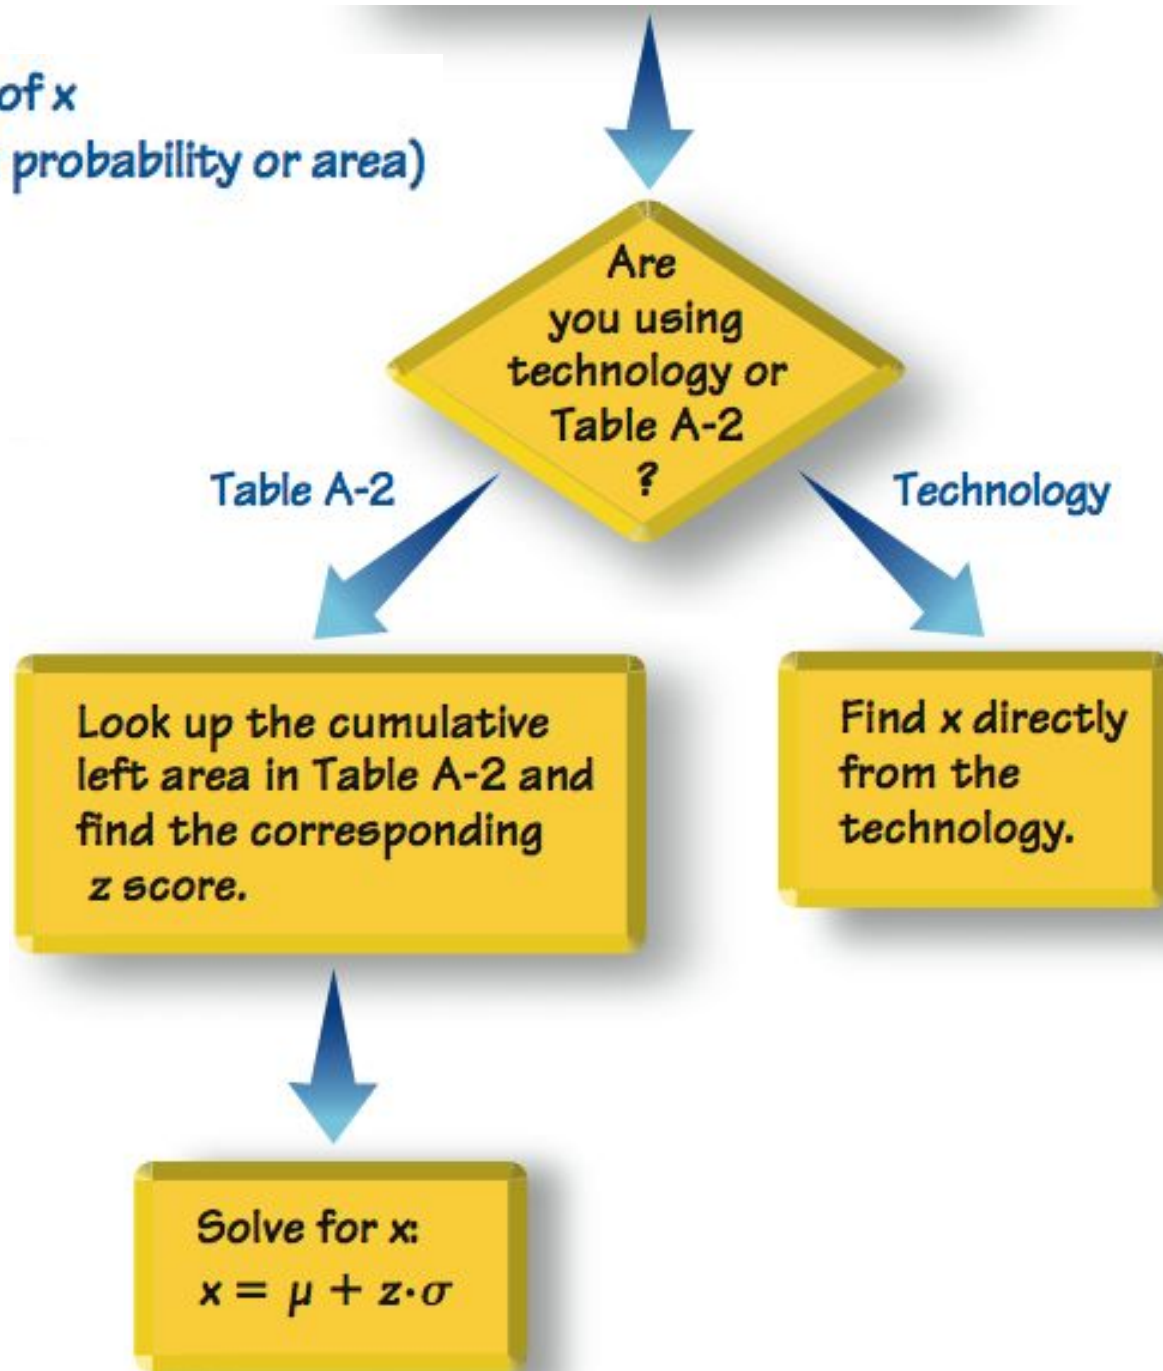 of x
probability or area)
Are
you using
technology or
Table A-2
?
Table A-2
Technology
Look up the cumulative
left area in Table A-2 and
find the corresponding
z score.
Find x directly
from the
technology.
Solve for x:
x = μ + z·σ